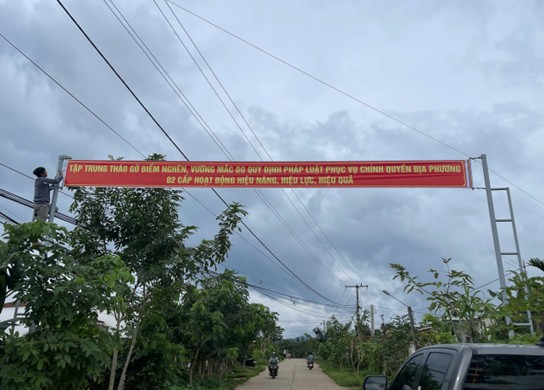 TẬP TRUNG THÁO GỠ ĐIỂM NGHẼN, VƯỚNG MẮC DO QUY ĐỊNH PHÁP LUẬT PHỤC VỤ CHÍNH QUYỀN ĐỊA PHƯƠNG
02 CẤP HOẠT ĐỘNG HIỆU NĂNG, HIỆU LỰC, HIỆU QUẢ